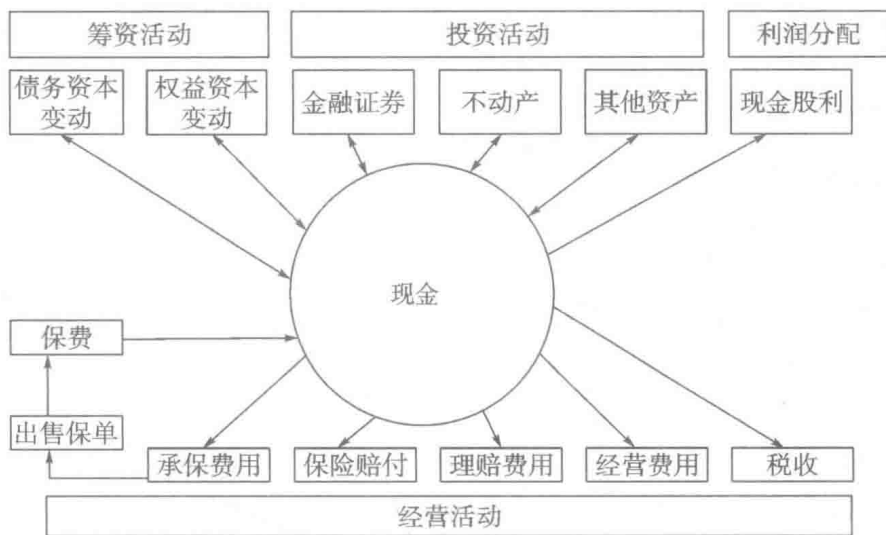 筹资活动
投资活动
利润分配
债务资本
变动
权益资本
变动
金融证券
不动产
其他资产
现金股利
现金
保费
出售保单
承保费用
保险赔付
理赔费用
经营费用
税收
经营活动